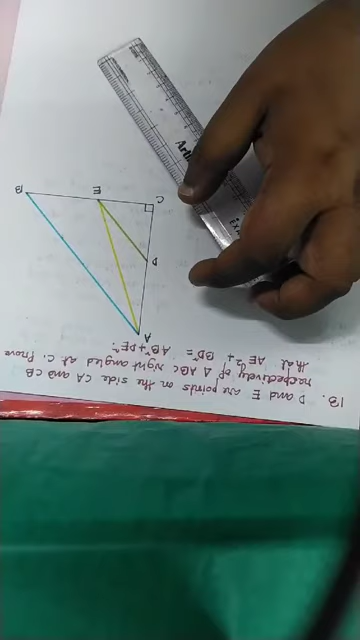 13. D and E are points on the side CA and CB
respectively of Δ ABC right angled at C. Prove
that AE² + BD² = AB² + DE².
A
D
C
E
B